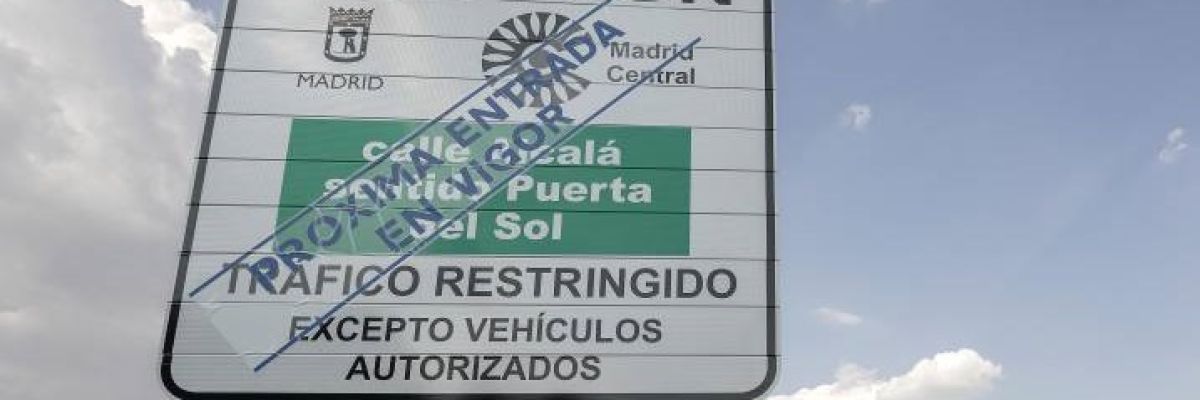 MADRID
Madrid
Central
PRÓXIMA ENTRADA
EN VIGOR
calle Alcalá
sentido Puerta
del Sol
TRÁFICO RESTRINGIDO
EXCEPTO VEHÍCULOS
AUTORIZADOS